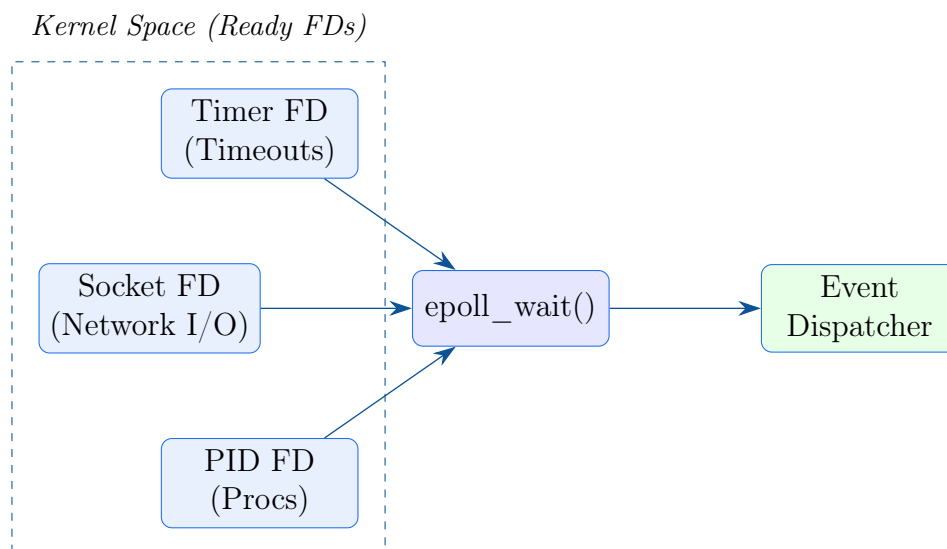 Kernel Space (Ready FDs)
Timer FD
(Timeouts)
Socket FD
(Network I/O)
epoll_wait()
Event
Dispatcher
PID FD
(Procs)